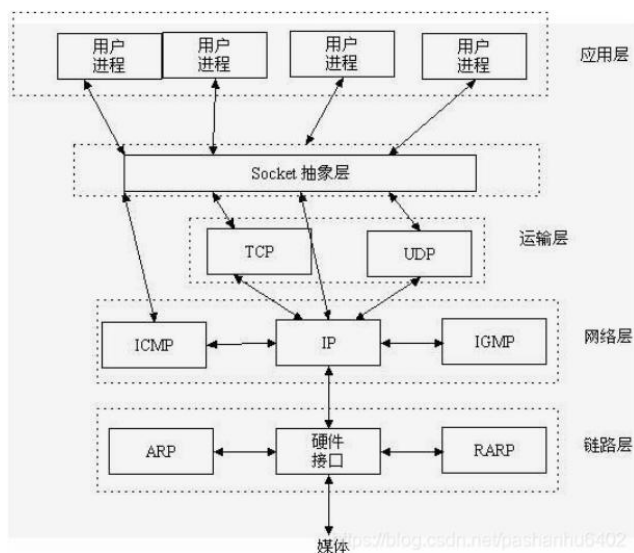 用户
进程
用户
进程
用户
进程
用户
进程
应用层
Socket 抽象层
运输层
TCP
UDP
网络层
ICMP
IP
IGMP
链路层
ARP
硬件
接口
RARP
媒体
https://blog.csdn.net/pashanhu6402